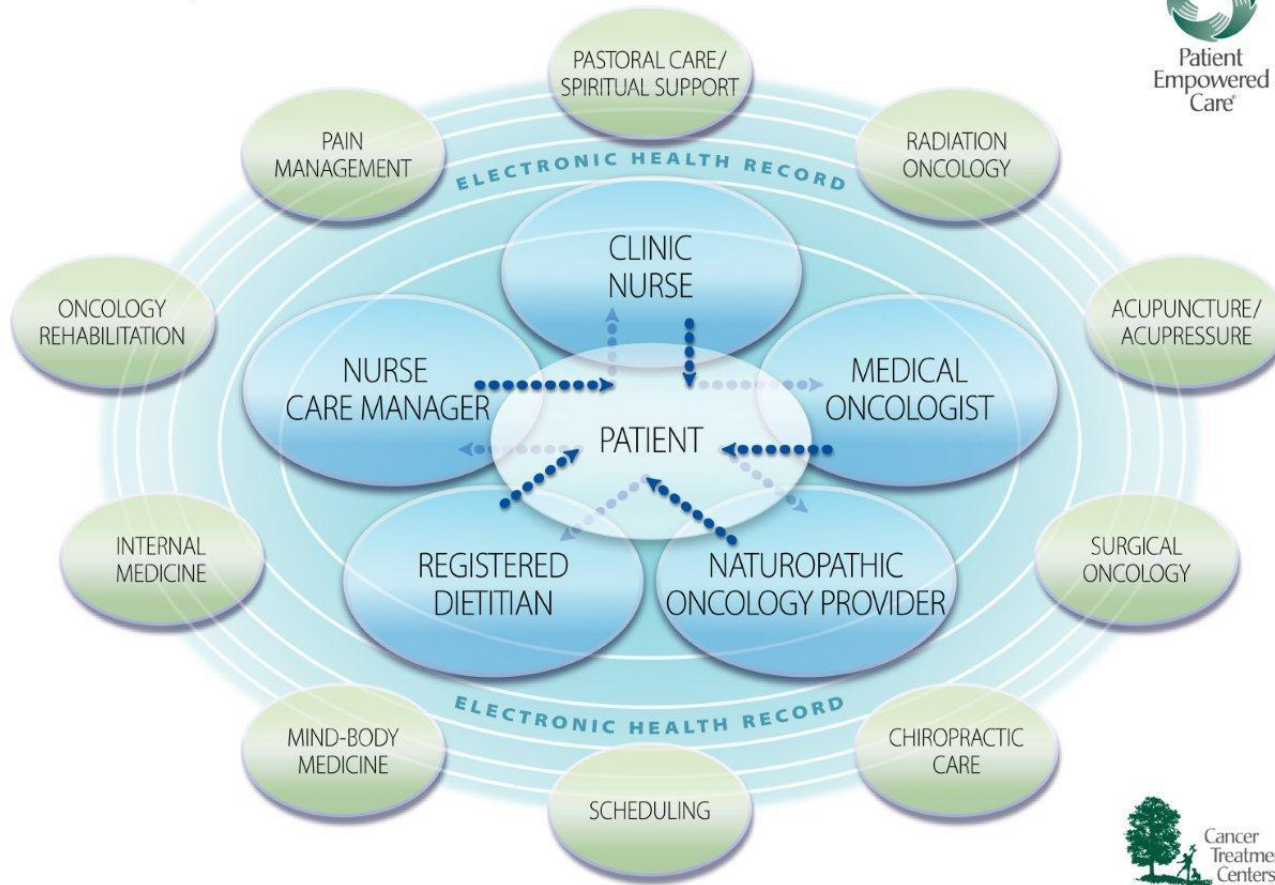 Patient
Empowered
Care®
PASTORAL CARE/
SPIRITUAL SUPPORT
PAIN
MANAGEMENT
RADIATION
ONCOLOGY
ELECTRONIC HEALTH RECORD
CLINIC
NURSE
ONCOLOGY
REHABILITATION
ACUPUNCTURE/
ACUPRESSURE
NURSE
CARE MANAGER
MEDICAL
ONCOLOGIST
PATIENT
INTERNAL
MEDICINE
SURGICAL
ONCOLOGY
REGISTERED
DIETITIAN
NATUROPATHIC
ONCOLOGY PROVIDER
ELECTRONIC HEALTH RECORD
MIND-BODY
MEDICINE
CHIROPRACTIC
CARE
SCHEDULING
Cancer
Treatme
Centers